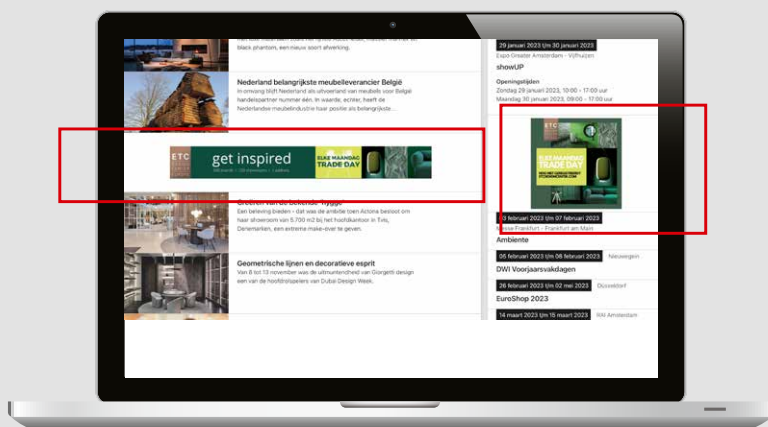 black phantom, een nieuw soort afwerking.
Nederland belangrijkste meubelleverancier België
In omvang blijft Nederland als uitvoerland van meubels voor België
handelspartner nummer één. In waarde, echter, heeft de
Nederlandse meubelindustrie haar positie als belangrijkste...
ETC
get inspired
ELKE MAANDAG
TRADE DAY
Creëren van de bekende 'hygge'
Een beleving bieden - dat was de ambitie toen Actona besloot om
haar showroom van 5.700 m2 bij het hoofdkantoor in Tvis,
Denemarken, een extreme make-over te geven.
Geometrische lijnen en decoratieve esprit
Van 8 tot 13 november was de uitmuntendheid van Giorgetti design
een van de hoofdrolspelers van Dubai Design Week.
29 januari 2023 t/m 30 januari 2023
Expo Greater Amsterdam - Vijfhuizen
showUP
Openingstijden
Zondag 29 januari 2023, 10:00 - 17:00 uur
Maandag 30 januari 2023, 09:00 - 17:00 uur
ETC
ELKE MAANDAG
TRADE DAY
03 februari 2023 t/m 07 februari 2023
Messe Frankfurt - Frankfurt am Main
Ambiente
05 februari 2023 t/m 08 februari 2023 Nieuwegein
DWI Voorjaarsvakdagen
26 februari 2023 t/m 02 mei 2023 Düsseldorf
EuroShop 2023
14 maart 2023 t/m 15 maart 2023 RAI Amsterdam